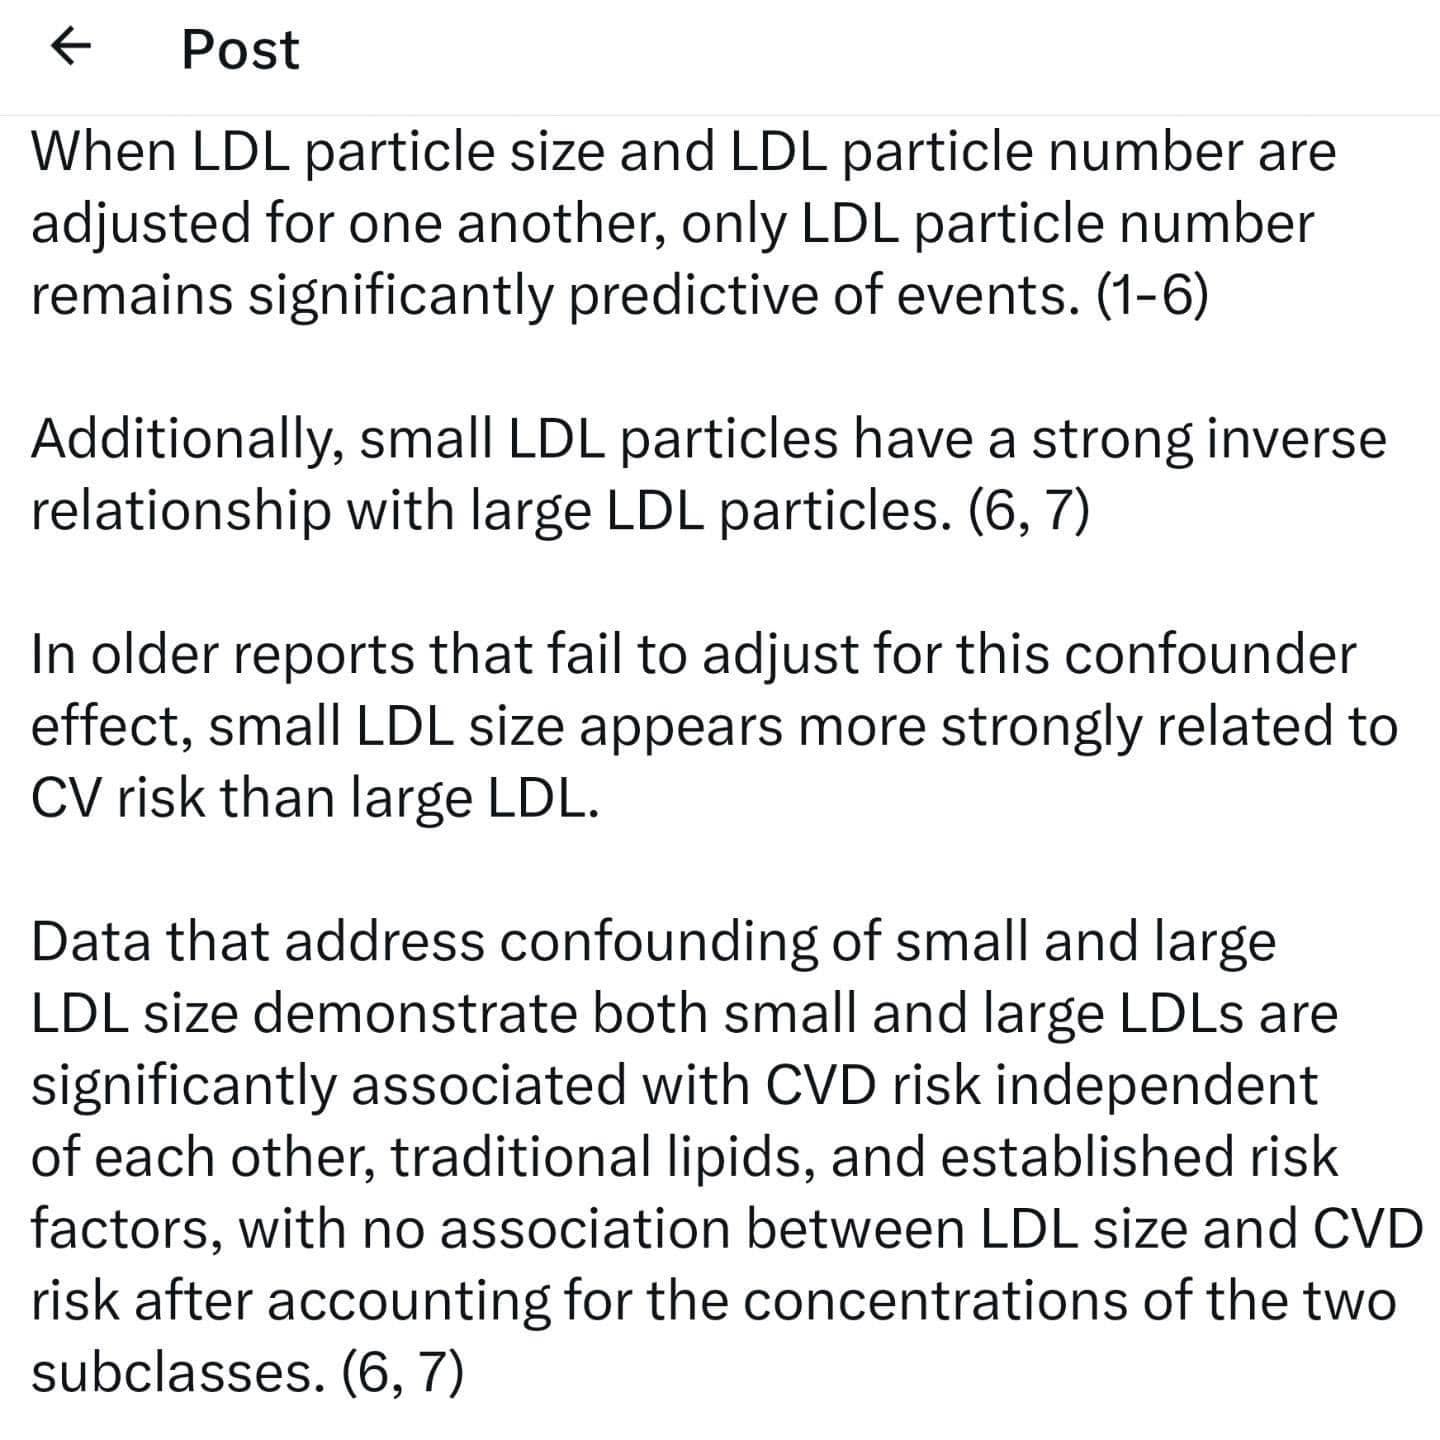 Post
When LDL particle size and LDL particle number are
adjusted for one another, only LDL particle number
remains significantly predictive of events. (1-6)
Additionally, small LDL particles have a strong inverse
relationship with large LDL particles. (6, 7)
In older reports that fail to adjust for this confounder
effect, small LDL size appears more strongly related to
CV risk than large LDL.
Data that address confounding of small and large
LDL size demonstrate both small and large LDLs are
significantly associated with CVD risk independent
of each other, traditional lipids, and established risk
factors, with no association between LDL size and CVD
risk after accounting for the concentrations of the two
subclasses. (6, 7)